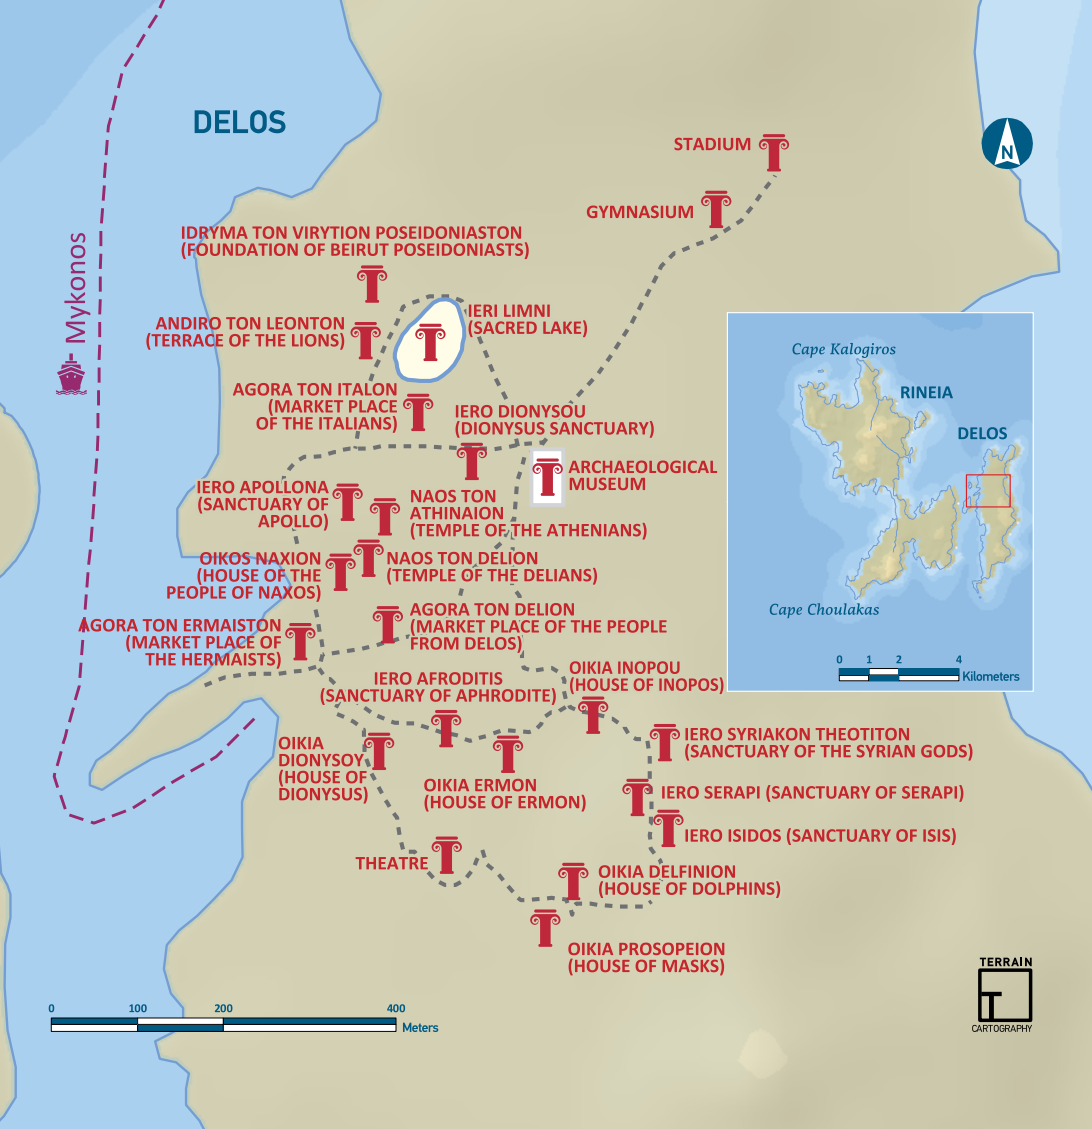 DELOS
Mykonos
N
STADIUM
GYMNASIUM
IDRYMA TON VIRYTION POSEIDONIASTON
(FOUNDATION OF BEIRUT POSEIDONIASTS)
ANDIRO TON LEONTON
(TERRACE OF THE LIONS)
IERI LIMNI
(SACRED LAKE)
AGORA TON ITALON
(MARKET PLACE
OF THE ITALIANS)
IERO DIONYSOU
(DIONYSUS SANCTUARY)
ARCHAEOLOGICAL
MUSEUM
IERO APOLLONA
(SANCTUARY OF
APOLLO)
NAOS TON
ATHINAION
(TEMPLE OF THE ATHENIANS)
OIKOS NAXION
(HOUSE OF THE
PEOPLE OF NAXOS)
NAOS TON DELION
(TEMPLE OF THE DELIANS)
AGORA TON ERMAISTON
(MARKET PLACE OF
THE HERMAISTS)
AGORA TON DELION
(MARKET PLACE OF THE PEOPLE
FROM DELOS)
IERO AFRODITIS
(SANCTUARY OF APHRODITE)
OIKIA INOPOU
(HOUSE OF INOPOS)
OIKIA
DIONYSOY
(HOUSE OF
DIONYSUS)
OIKIA ERMON
(HOUSE OF ERMON)
IERO SYRIAKON THEOTITON
(SANCTUARY OF THE SYRIAN GODS)
IERO SERAPI (SANCTUARY OF SERAPI)
IERO ISIDOS (SANCTUARY OF ISIS)
THEATRE
OIKIA DELFINION
(HOUSE OF DOLPHINS)
OIKIA PROSOPEION
(HOUSE OF MASKS)
Cape Kalogiros
RINEIA
DELOS
Cape Choulakas
0 1 2 4
Kilometers
0 100 200 400
Meters
TERRAIN
T
CARTOGRAPHY